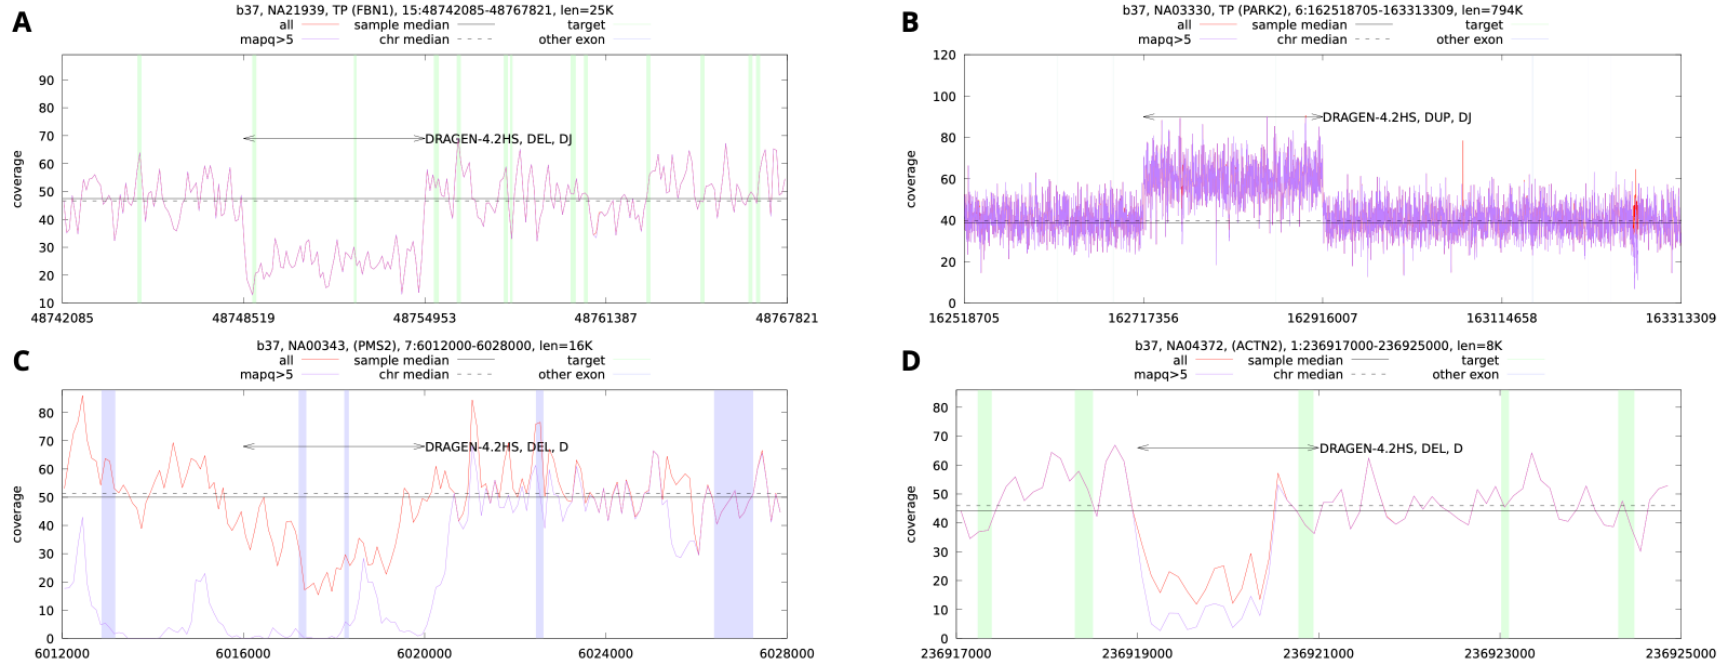 A
b37, NA21939, TP (FBN1), 15:48742085-48767821, len=25K
all sample median target
mapq>5 chr median other exon
coverage
90
80
70
60
50
40
30
20
10
DRAGEN-4.2HS, DEL, DJ
48742085 48748519 48754953 48761387 48767821
B
b37, NA03330, TP (PARK2), 6:162518705-163313309, len=794K
all sample median target
mapq>5 chr median other exon
coverage
120
100
80
60
40
20
0
DRAGEN-4.2HS, DUP, DJ
162518705 162717356 162916007 163114658 163313309
C
b37, NA00343, (PMS2), 7:6012000-6028000, len=16K
all sample median target
mapq>5 chr median other exon
coverage
80
70
60
50
40
30
20
10
0
DRAGEN-4.2HS, DEL, D
6012000 6016000 6020000 6024000 6028000
D
b37, NA04372, (ACTN2), 1:236917000-236925000, len=8K
all sample median target
mapq>5 chr median other exon
coverage
80
70
60
50
40
30
20
10
0
DRAGEN-4.2HS, DEL, D
236917000 236919000 236921000 236923000 236925000